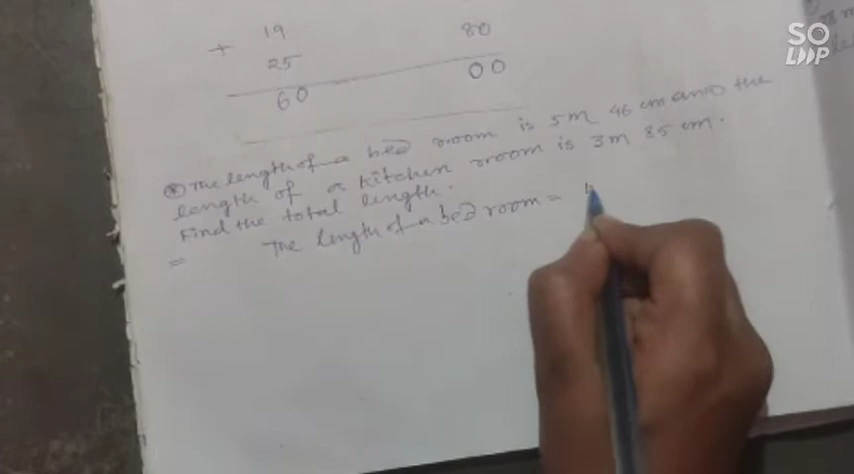 19 80
+ 25
60 00
SO
LOOP
The length of a bed room is 5m 46 cm and the
length of a kitchen room is 3m 85 cm.
Find the total length.
= The length of a bed room =